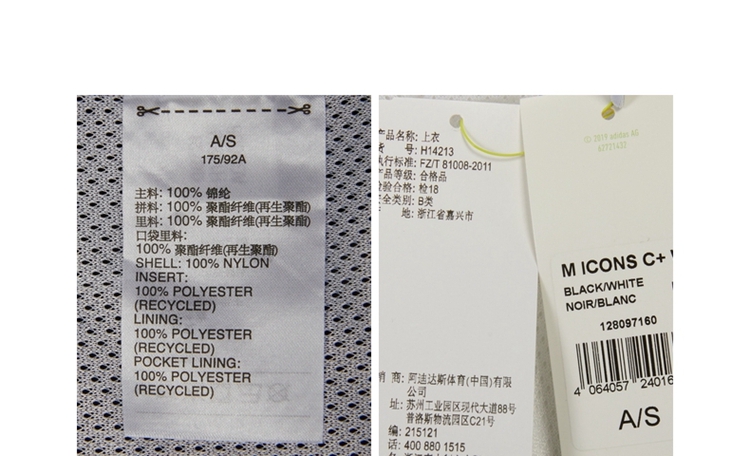 A/S
175/92A
主料: 100% 锦纶
拼料: 100% 聚酯纤维(再生聚酯)
里料: 100% 聚酯纤维(再生聚酯)
口袋里料:
100% 聚酯纤维(再生聚酯)
SHELL: 100% NYLON
INSERT:
100% POLYESTER
(RECYCLED)
LINING:
100% POLYESTER
(RECYCLED)
POCKET LINING:
100% POLYESTER
(RECYCLED)
产品名称: 上衣
货 号: H14213
执行标准: FZ/T 81008-2011
产品等级: 合格品
检验合格: 检18
安全类别: B类
地: 浙江省嘉兴市
商: 阿迪达斯体育(中国)有限
公司
址: 苏州工业园区现代大道88号
普洛斯物流园区C21号
编: 215121
话: 400 880 1515
© 2019 adidas AG
M ICONS C+
BLACK/WHITE
NOIR/BLANC
128097160
4 064057 24016
A/S